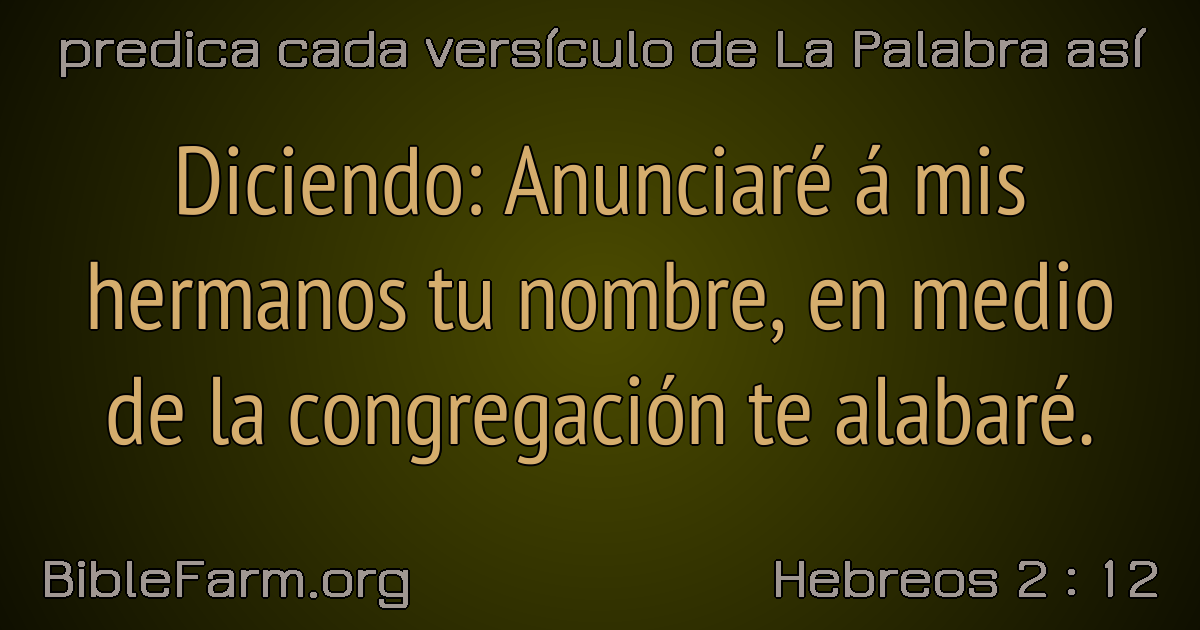 predica cada versículo de La Palabra así
Diciendo: Anunciaré á mis
hermanos tu nombre, en medio
de la congregación te alabaré.
BibleFarm.org
Hebreos 2 : 12